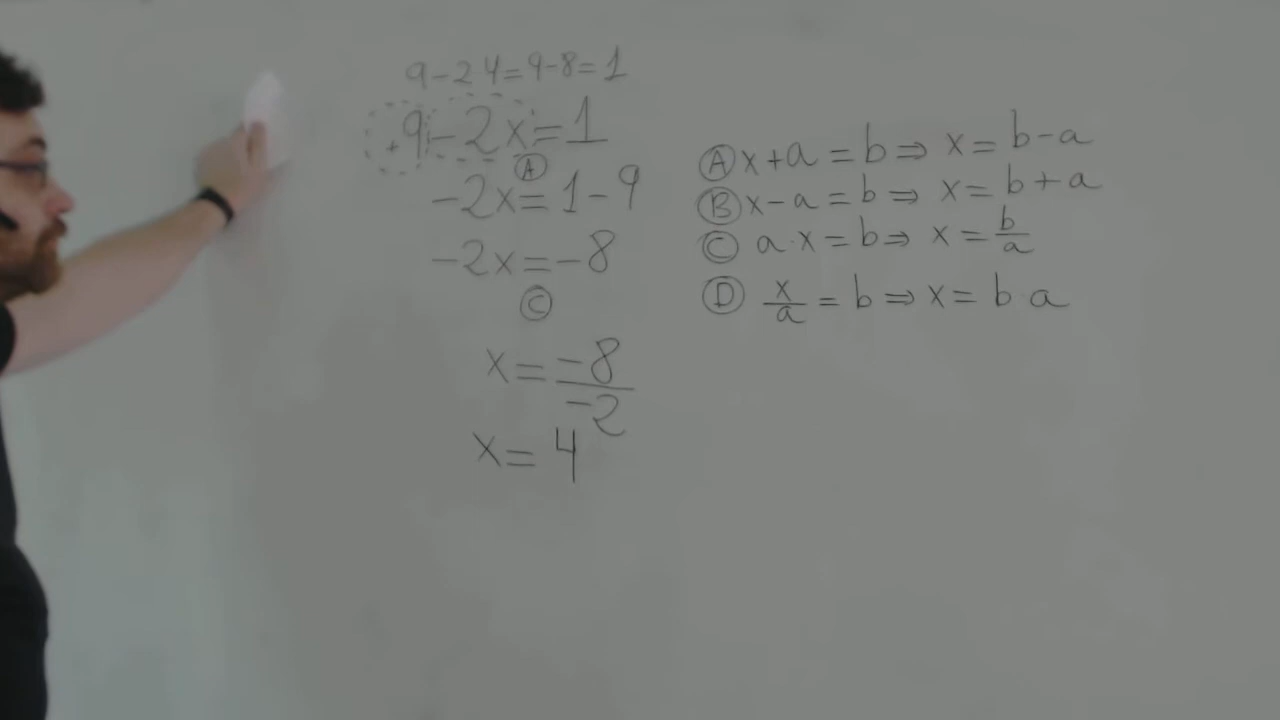 9-2 4=9-8=1
+9-2x=1
Ⓐ
-2x=1-9
-2x=-8
Ⓒ
x=-8/-2
x=4
Ⓐ x+a=b⇒x=b-a
Ⓑ x-a=b⇒x=b+a
Ⓒ a·x=b⇒x=b/a
Ⓓ x/a=b⇒x=b a